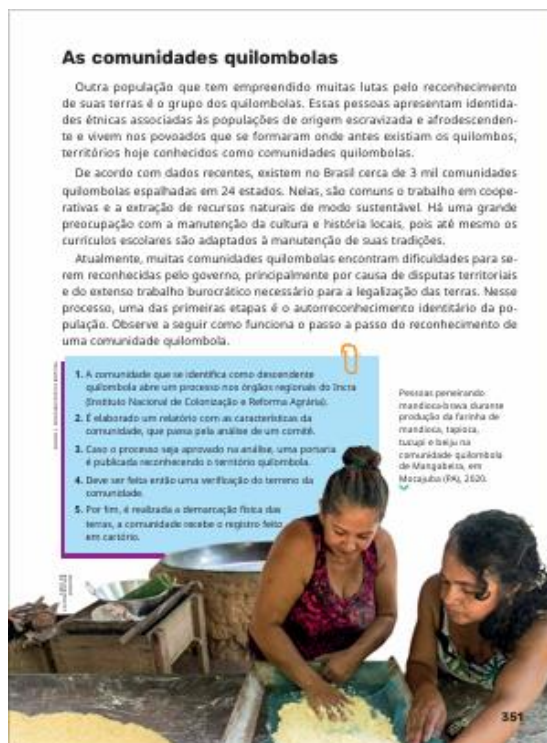 As comunidades quilombolas
Outra população que tem empreendido muitas lutas pelo reconhecimento
de suas terras é o grupo dos quilombolas. Essas pessoas apresentam identida-
des étnicas associadas às populações de origem escravizada e afrodescenden-
te e vivem nos povoados que se formaram onde antes existiam os quilombos,
territórios hoje conhecidos como comunidades quilombolas.
De acordo com dados recentes, existem no Brasil cerca de 3 mil comunidades
quilombolas espalhadas em 24 estados. Nelas, são comuns o trabalho em coope-
rativas e a extração de recursos naturais de modo sustentável. Há uma grande
preocupação com a manutenção da cultura e história locais, pois até mesmo os
currículos escolares são adaptados à manutenção de suas tradições.
Atualmente, muitas comunidades quilombolas encontram dificuldades para se-
rem reconhecidas pelo governo, principalmente por causa de disputas territoriais
e do extenso trabalho burocrático necessário para a legalização das terras. Nesse
processo, uma das primeiras etapas é o autorreconhecimento identitário da po-
pulação. Observe a seguir como funciona o passo a passo do reconhecimento de
uma comunidade quilombola.
1. A comunidade que se identifica como descendente
quilombola abre um processo nos órgãos regionais do Incra
(Instituto Nacional de Colonização e Reforma Agrária).
2. É elaborado um relatório com as características da
comunidade, que passa pela análise de um comitê.
3. Caso o processo seja aprovado na análise, uma portaria
é publicada reconhecendo o território quilombola.
4. Deve ser feita então uma verificação do terreno da
comunidade.
5. Por fim, é realizada a demarcação física das
terras, a comunidade recebe o registro feito
em cartório.
Pessoas peneirando
mandioca-brava durante
produção da farinha de
mandioca, tapioca,
tucupi e beiju na
comunidade quilombola
de Mangabeira, em
Mocajuba (PA), 2020.
351